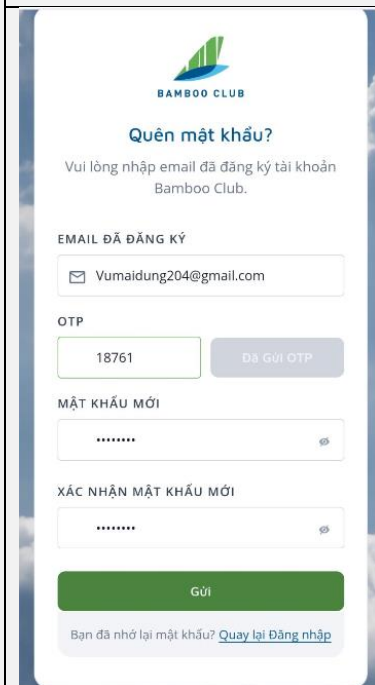 BAMBOO CLUB
Quên mật khẩu?
Vui lòng nhập email đã đăng ký tài khoản
Bamboo Club.
EMAIL ĐÃ ĐĂNG KÝ
Vumaidung204@gmail.com
OTP
18761
Đã Gửi OTP
MẬT KHẨU MỚI
••••••••
XÁC NHẬN MẬT KHẨU MỚI
••••••••
Gửi
Bạn đã nhớ lại mật khẩu? Quay lại Đăng nhập